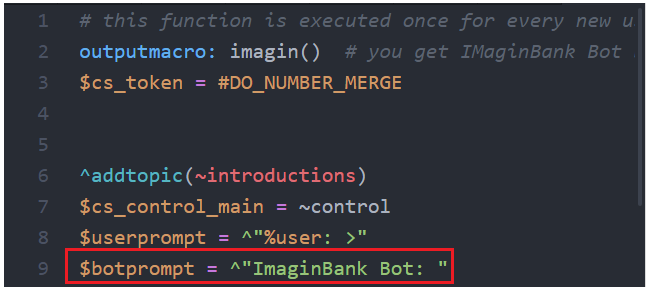 1 # this function is executed once for every new
2 outputmacro: imagin() # you get IMaginBank Bot
3 $cs_token = #DO_NUMBER_MERGE
4
5
6 ^addtopic(~introductions)
7 $cs_control_main = ~control
8 $userprompt = ^"%user: >"
9 $botprompt = ^"ImaginBank Bot: "